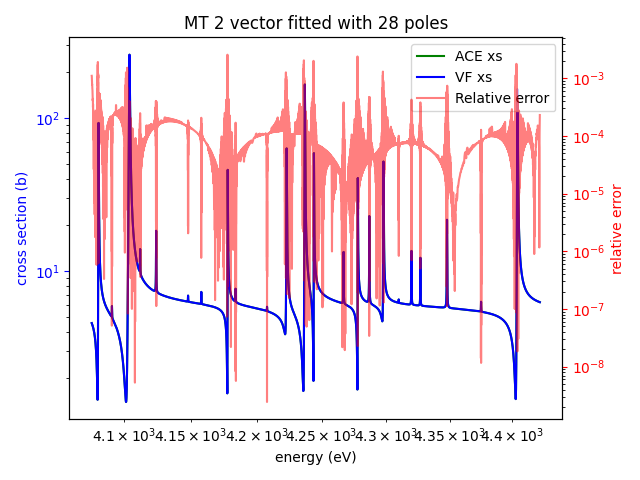 MT 2 vector fitted with 28 poles
ACE xs
VF xs
Relative error
10²
10¹
cross section (b)
10⁻³
10⁻⁴
10⁻⁵
10⁻⁶
10⁻⁷
10⁻⁸
relative error
4.1 × 10³ 4.15 × 10³ 4.2 × 10³ 4.25 × 10³ 4.3 × 10³ 4.35 × 10³ 4.4 × 10³
energy (eV)